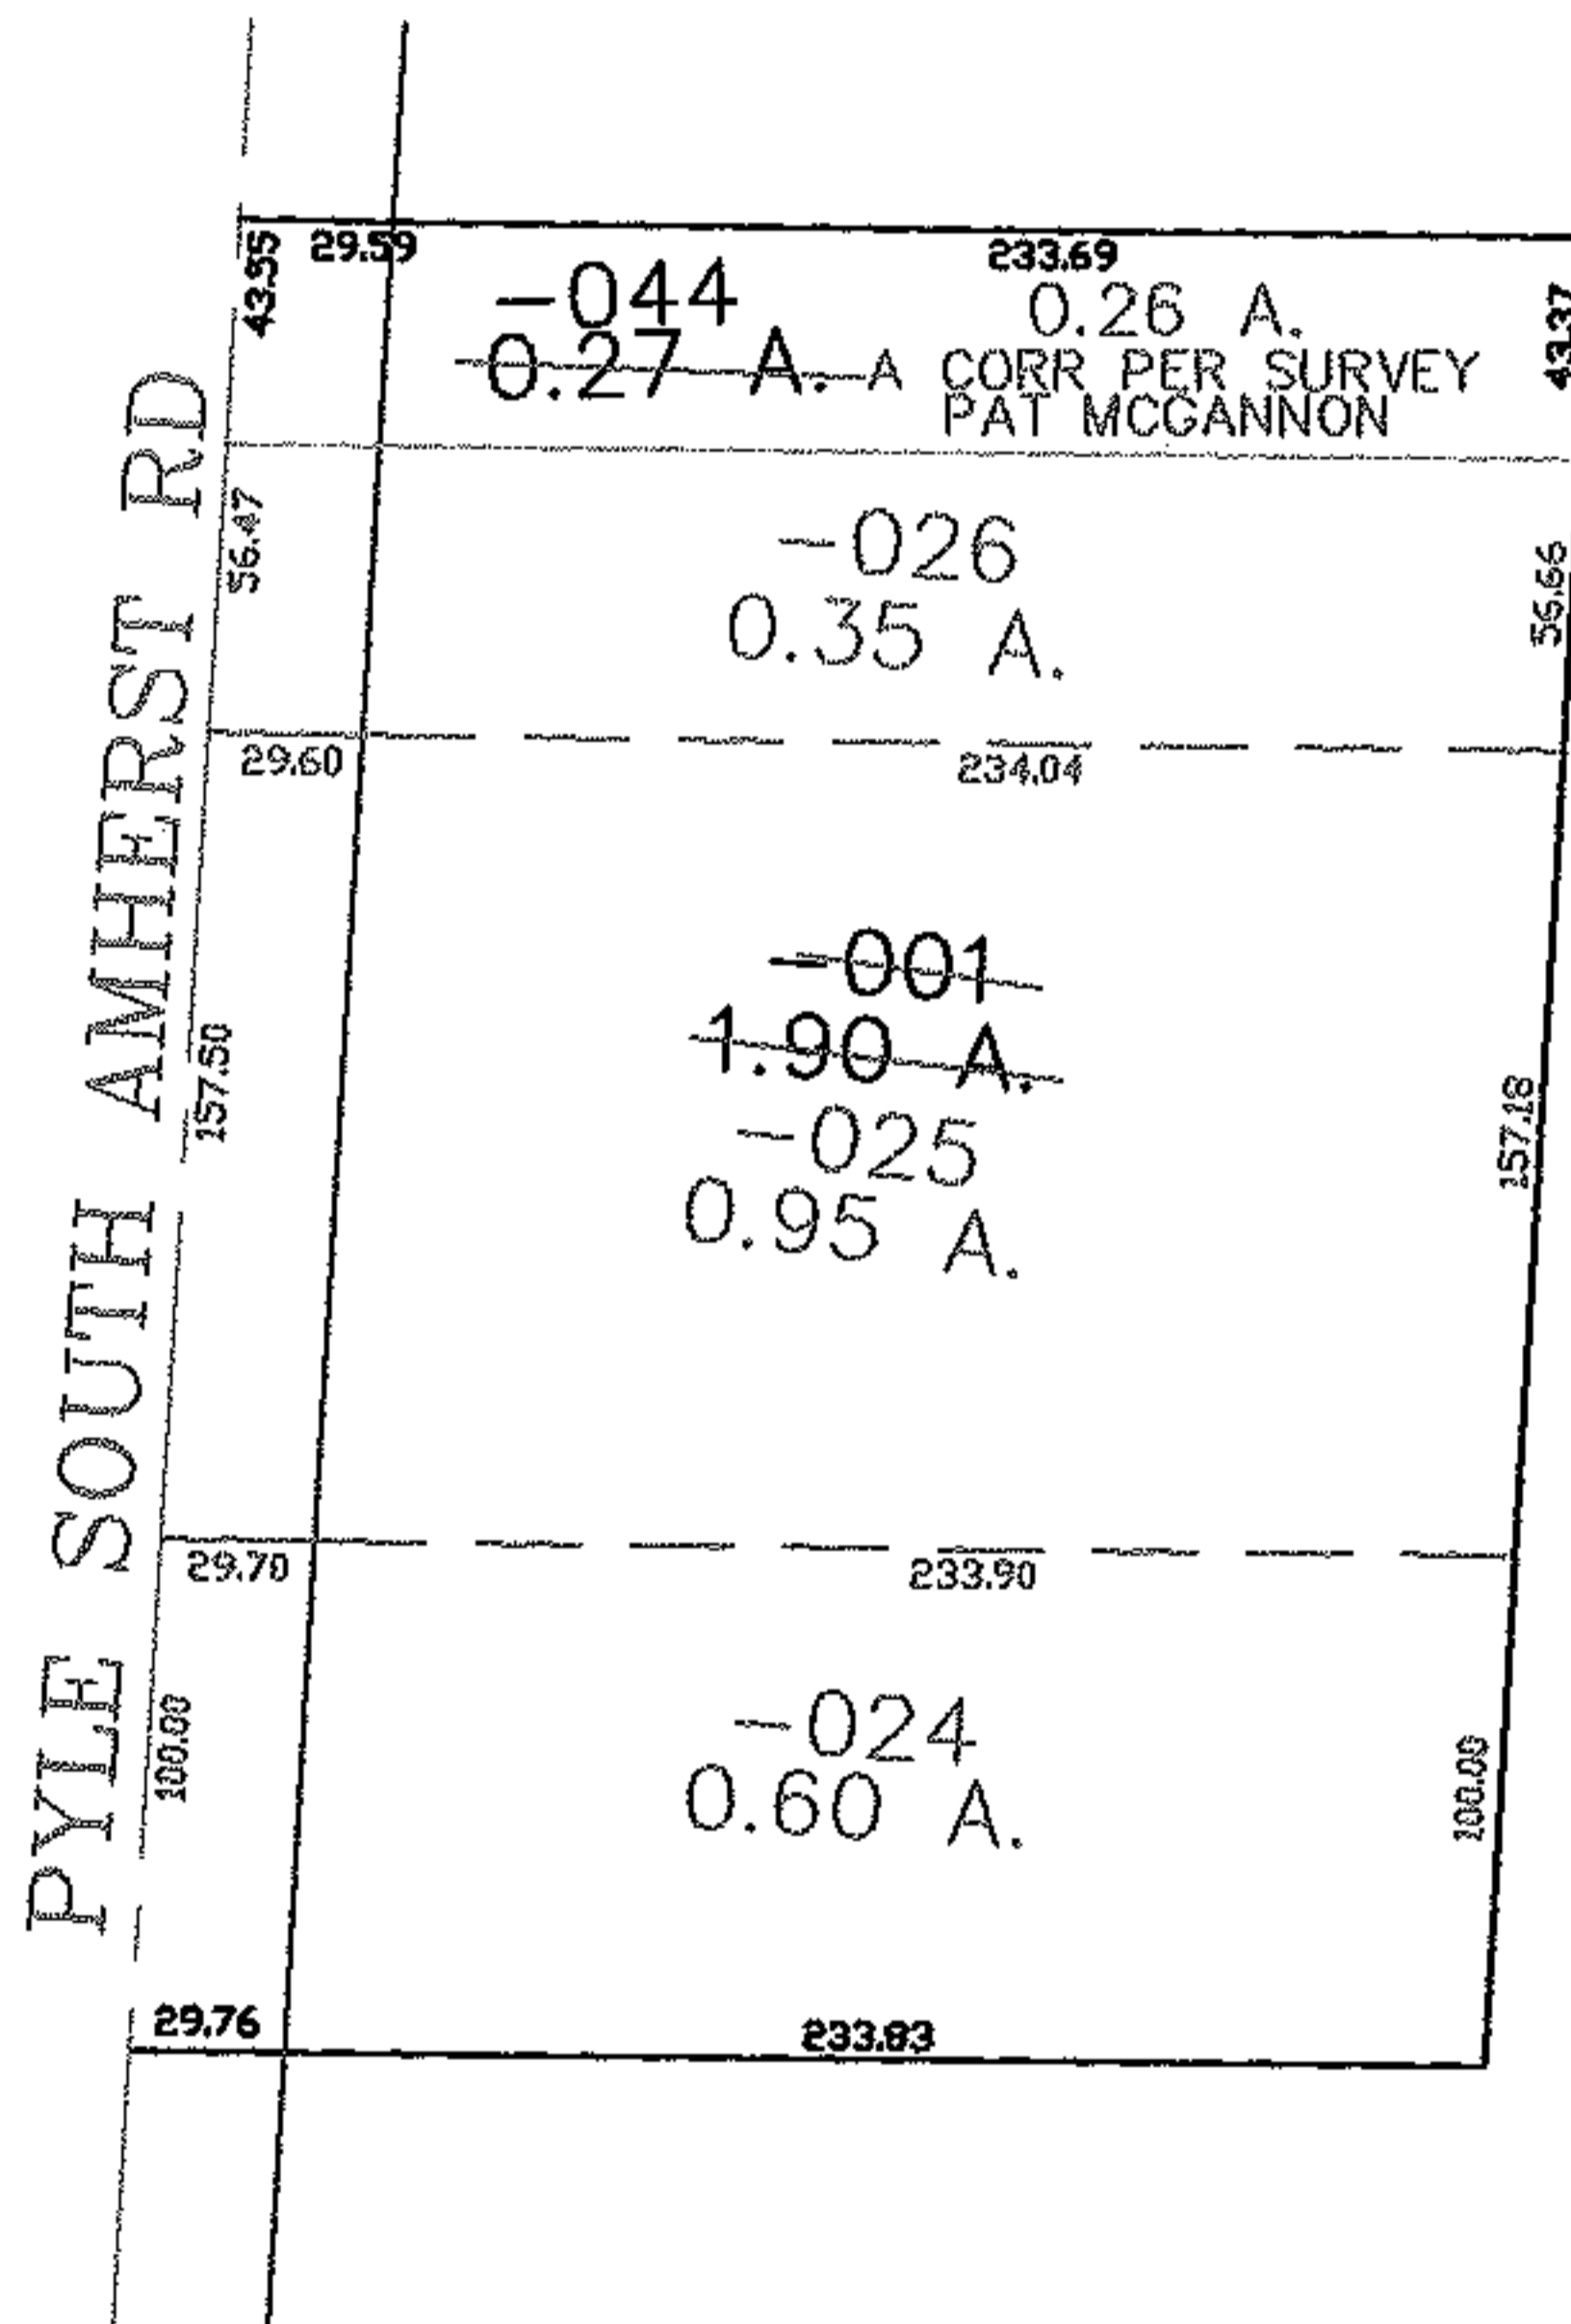 PYLE SOUTH AMHERST RD
43.55
29.59
233.69
-044
0.26 A.
0.27 A. A
CORR PER SURVEY
PAT MCGANNON
43.37
56.47
-026
0.35 A.
56.66
29.60
234.04
-001
1.90 A.
-025
0.95 A.
157.50
157.18
29.70
233.90
-024
0.60 A.
100.00
100.00
29.76
233.83